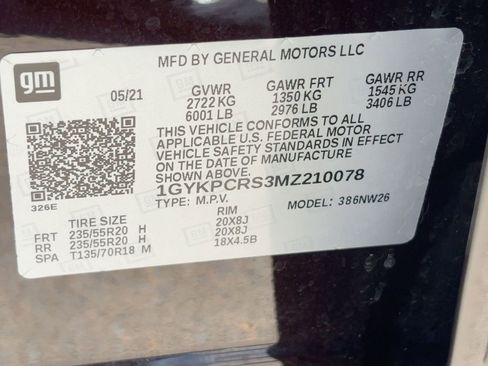 MFD BY GENERAL MOTORS LLC
gm
05/21 GVWR GAWR FRT GAWR RR
2722 KG 1350 KG 1545 KG
6001 LB 2976 LB 3406 LB
THIS VEHICLE CONFORMS TO ALL
APPLICABLE U.S. FEDERAL MOTOR
VEHICLE SAFETY STANDARDS IN EFFECT
ON THE DATE OF MANUFACTURE
SHOWN ABOVE.
1GYKPCRS3MZ210078
326E
TYPE: M.P.V. MODEL: 386NW26
TIRE SIZE RIM
FRT 235/55R20 H 20X8J
RR 235/55R20 H 20X8J
SPA T135/70R18 M 18X4.5B